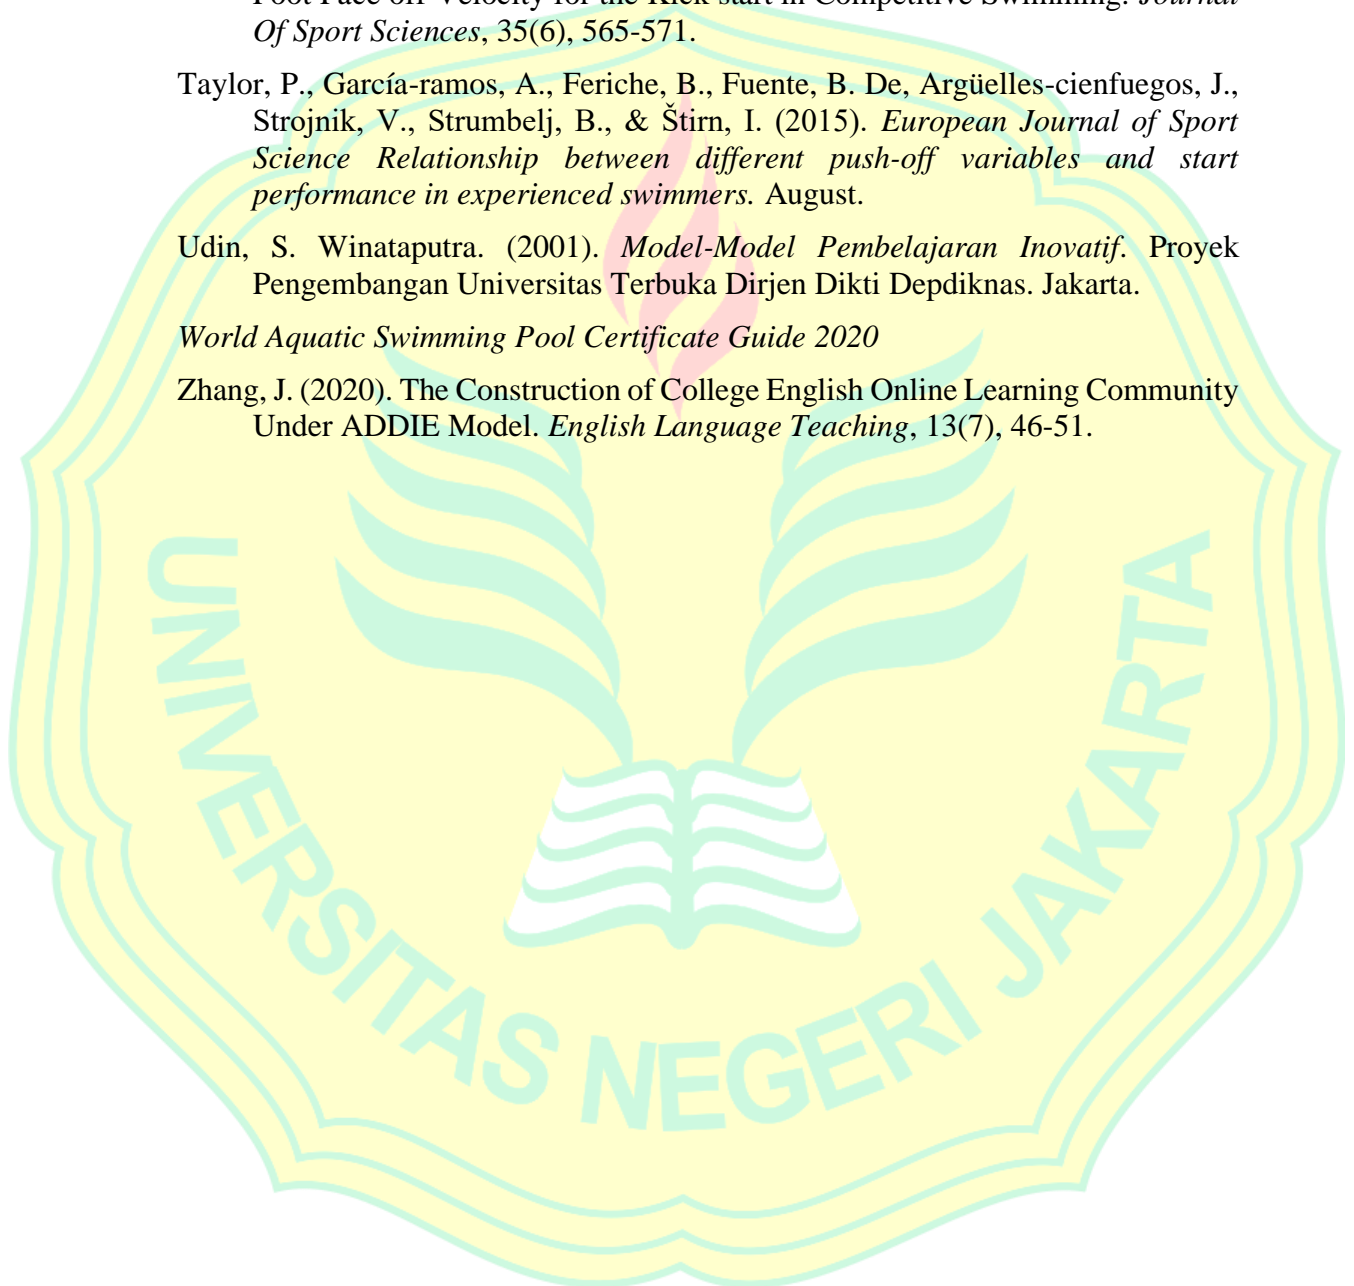 Foot Face off Velocity for the Kick start in Competitive Swimming. Journal
Of Sport Sciences, 35(6), 565-571.
Taylor, P., García-ramos, A., Feriche, B., Fuente, B. De, Argüelles-cienfuegos, J.,
Strojnik, V., Strumbelj, B., & Štirn, I. (2015). European Journal of Sport
Science Relationship between different push-off variables and start
performance in experienced swimmers. August.
Udin, S. Winataputra. (2001). Model-Model Pembelajaran Inovatif. Proyek
Pengembangan Universitas Terbuka Dirjen Dikti Depdiknas. Jakarta.
World Aquatic Swimming Pool Certificate Guide 2020
Zhang, J. (2020). The Construction of College English Online Learning Community
Under ADDIE Model. English Language Teaching, 13(7), 46-51.
UNIVERSITAS NEGERI JAKARTA